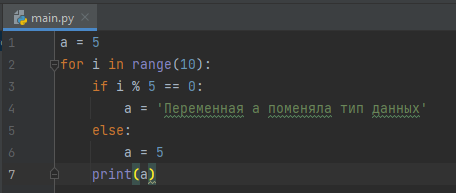 main.py
1 a = 5
2 for i in range(10):
3     if i % 5 == 0:
4         a = 'Переменная а поменяла тип данных'
5     else:
6         a = 5
7     print(a)